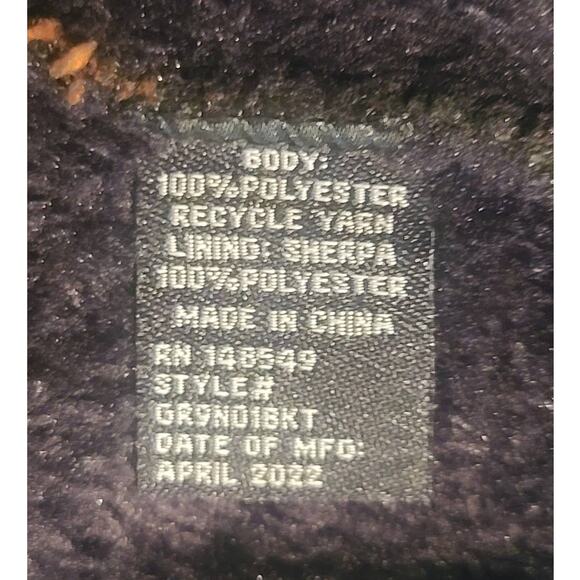 BODY:
100%POLYESTER
RECYCLE YARN
LINING: SHERPA
100%POLYESTER
MADE IN CHINA
RN 148549
STYLE#
GR9N01BKT
DATE OF MFG:
APRIL 2022